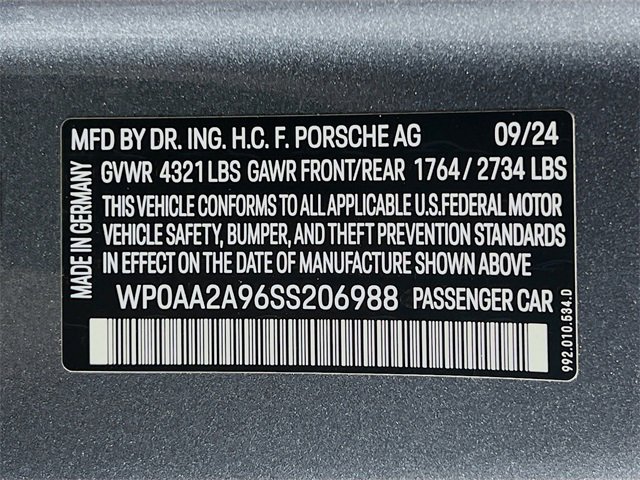 MFD BY DR. ING. H.C. F. PORSCHE AG 09/24
GVWR 4321 LBS GAWR FRONT/REAR 1764 / 2734 LBS
THIS VEHICLE CONFORMS TO ALL APPLICABLE U.S.FEDERAL MOTOR
VEHICLE SAFETY, BUMPER, AND THEFT PREVENTION STANDARDS
IN EFFECT ON THE DATE OF MANUFACTURE SHOWN ABOVE
WP0AA2A96SS206988 PASSENGER CAR
MADE IN GERMANY
992.010.534.D